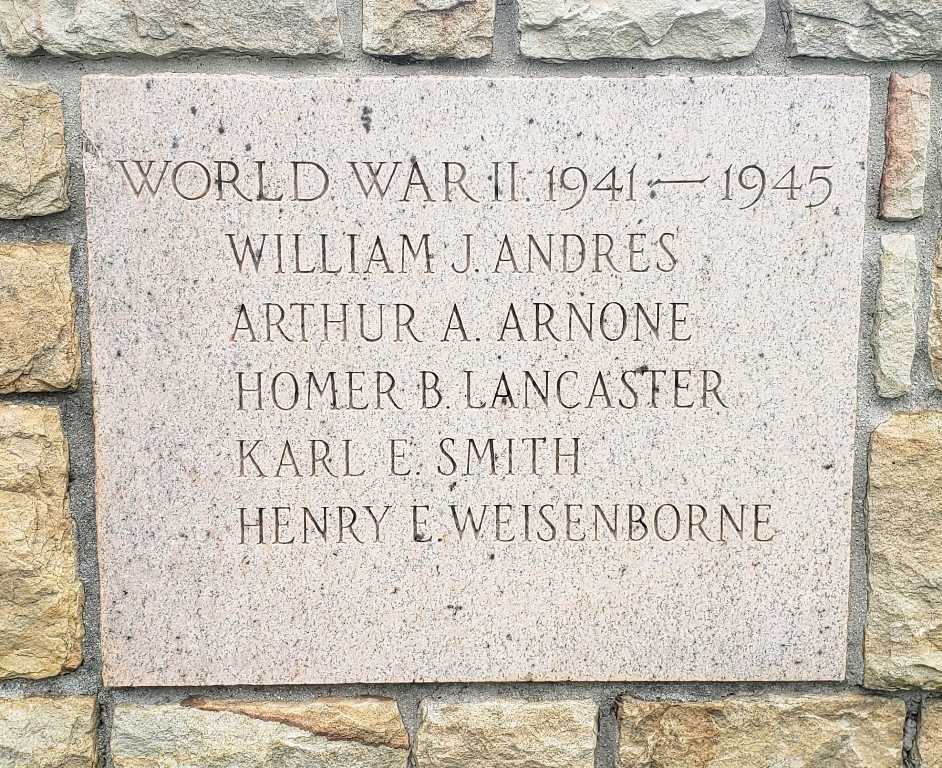 WORLD WAR II. 1941 — 1945
WILLIAM J. ANDRES
ARTHUR A. ARNONE
HOMER B. LANCASTER
KARL E. SMITH
HENRY E. WEISENBORNE